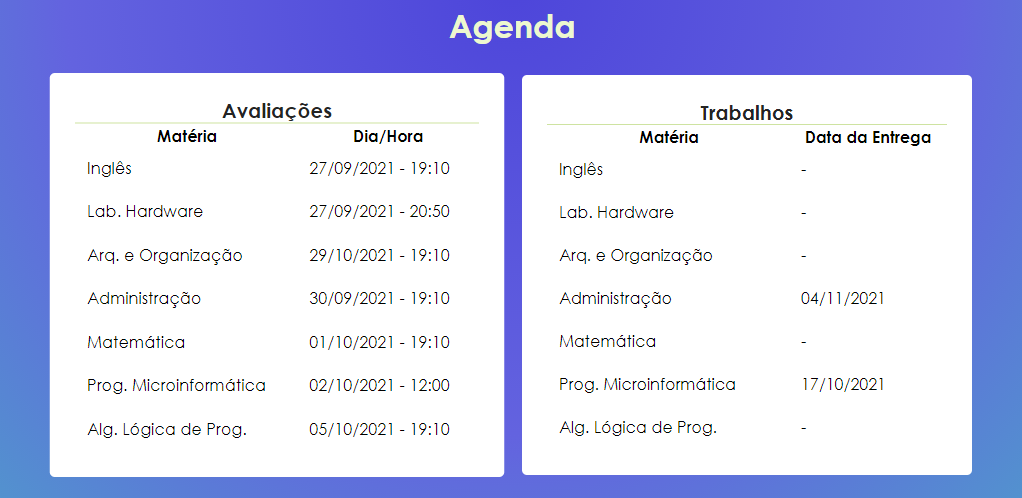 Agenda
Avaliações
Matéria Dia/Hora
Inglês 27/09/2021 - 19:10
Lab. Hardware 27/09/2021 - 20:50
Arq. e Organização 29/10/2021 - 19:10
Administração 30/09/2021 - 19:10
Matemática 01/10/2021 - 19:10
Prog. Microinformática 02/10/2021 - 12:00
Alg. Lógica de Prog. 05/10/2021 - 19:10
Trabalhos
Matéria Data da Entrega
Inglês -
Lab. Hardware -
Arq. e Organização -
Administração 04/11/2021
Matemática -
Prog. Microinformática 17/10/2021
Alg. Lógica de Prog. -